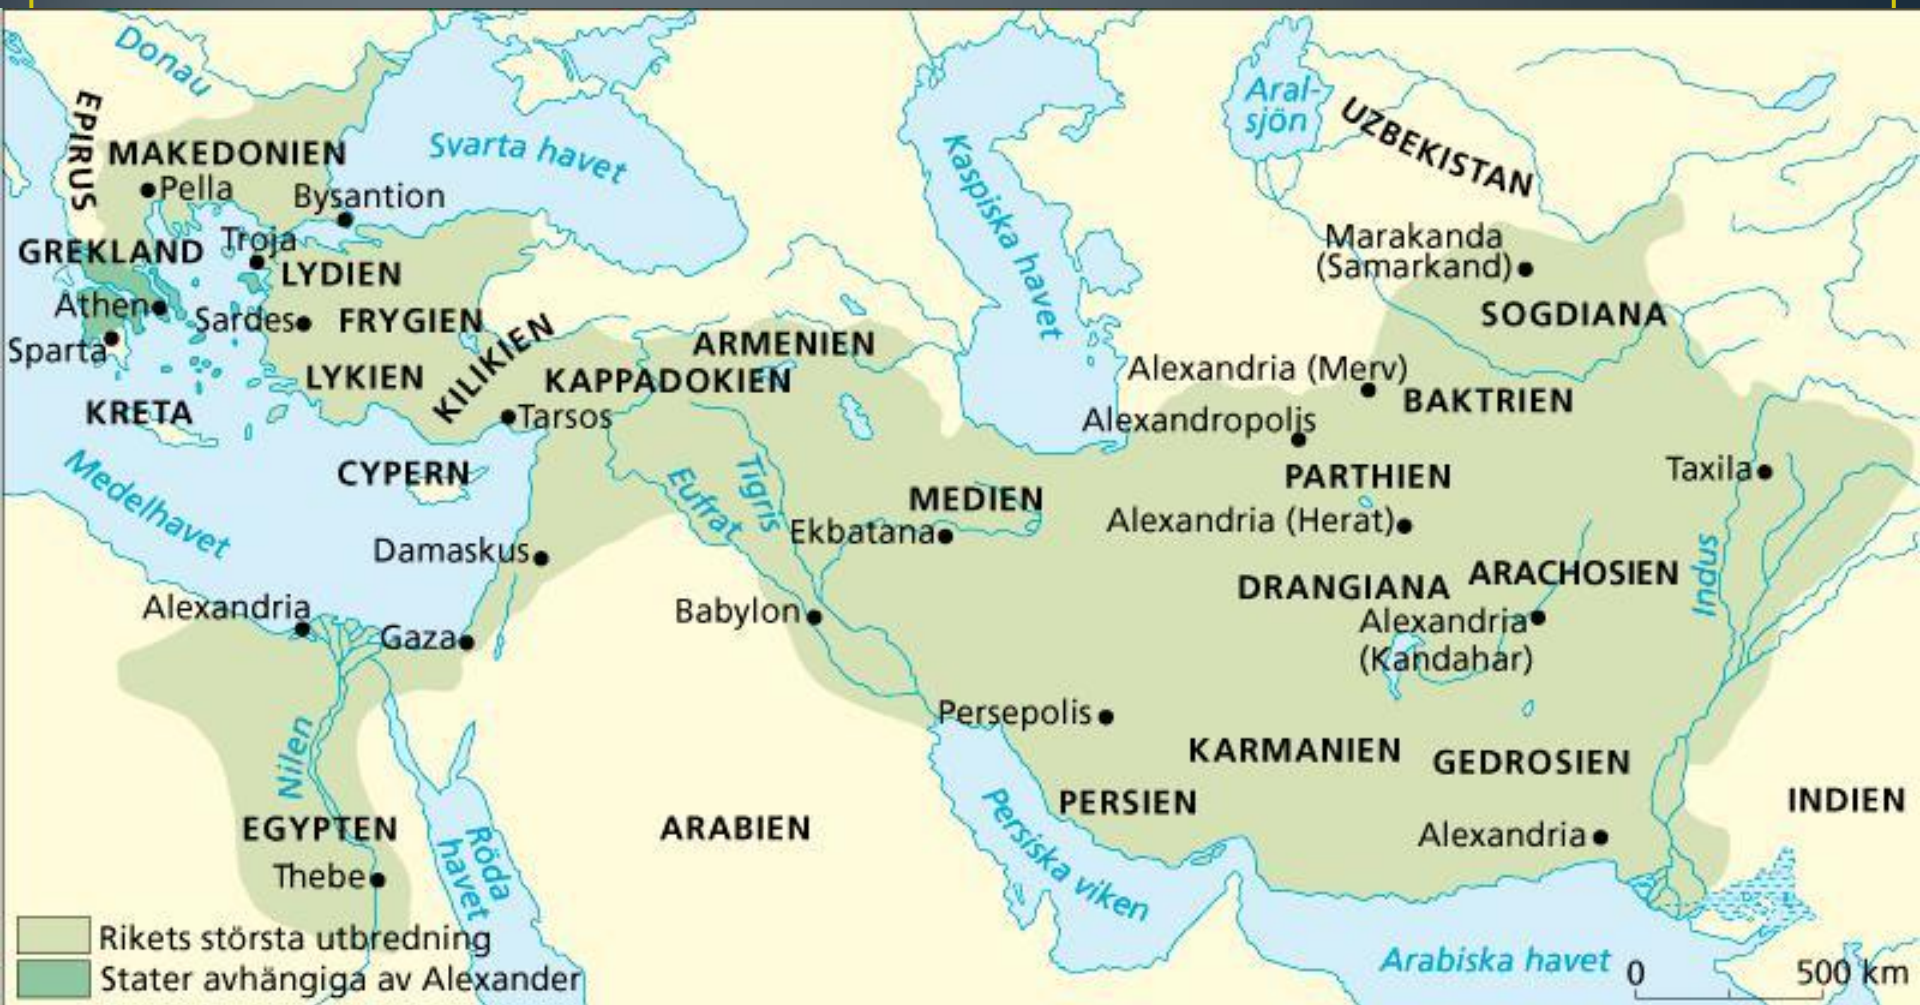 Donau
EPIRUS
MAKEDONIEN
Pella
Bysantion
Svarta havet
Kaspiska havet
Aral-
sjön
UZBEKISTAN
GREKLAND
Troja
LYDIEN
Marakanda
(Samarkand)
SOGDIANA
Athen
Sardes
FRYGIEN
Sparta
KILIKIEN
ARMENIEN
LYKIEN
KAPPADOKIEN
Alexandria (Merv)
BAKTRIEN
KRETA
Tarsos
Alexandropolis
Medelhavet
CYPERN
Eufrat
Tigris
MEDIEN
PARTHIEN
Taxila
Ekbatana
Alexandria (Herat)
Damaskus
DRANGIANA
ARACHOSIEN
Indus
Alexandria
Gaza
Babylon
Alexandria
(Kandahar)
Persepolis
Nilen
KARMANIEN
GEDROSIEN
EGYPTEN
Röda
havet
ARABIEN
Persiska viken
PERSIEN
INDIEN
Alexandria
Thebe
Rikets största utbredning
Stater avhängiga av Alexander
Arabiska havet
0 500 km